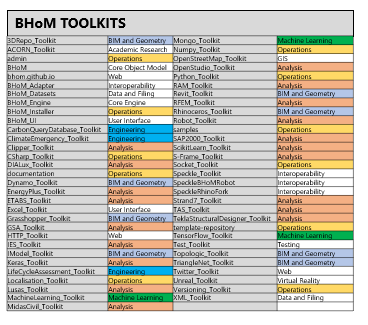 BHoM TOOLKITS
3DRepo_Toolkit BIM and Geometry Mongo_Toolkit Machine Learning
ACORN_Toolkit Academic Research Numpy_Toolkit Operations
admin Operations OpenStreetMap_Toolkit GIS
BHoM Core Object Model OpenStudio_Toolkit Analysis
bhom.github.io Web Python_Toolkit Operations
BHoM_Adapter Interoperability RAM_Toolkit Analysis
BHoM_Datasets Data and Filing Revit_Toolkit BIM and Geometry
BHoM_Engine Core Engine RFEM_Toolkit Analysis
BHoM_Installer Operations Rhinoceros_Toolkit BIM and Geometry
BHoM_UI User Interface Robot_Toolkit Analysis
CarbonQueryDatabase_Toolkit Engineering samples Operations
ClimateEmergency_Toolkit Engineering SAP2000_Toolkit Analysis
Clipper_Toolkit Analysis ScikitLearn_Toolkit Analysis
CSharp_Toolkit Operations S-Frame_Toolkit Analysis
DIALux_Toolkit Analysis Socket_Toolkit Operations
documentation Operations Speckle_Toolkit Interoperability
Dynamo_Toolkit BIM and Geometry SpeckleBHoMRobot Interoperability
EnergyPlus_Toolkit Analysis SpeckleRhinoFork Interoperability
ETABS_Toolkit Analysis Strand7_Toolkit Analysis
Excel_Toolkit User Interface TAS_Toolkit Analysis
Grasshopper_Toolkit BIM and Geometry TeklaStructuralDesigner_Toolkit Analysis
GSA_Toolkit Analysis template-repository Operations
HTTP_Toolkit Web TensorFlow_Toolkit Machine Learning
IES_Toolkit Analysis Test_Toolkit Testing
IModel_Toolkit BIM and Geometry Topologic_Toolkit BIM and Geometry
Karas_Toolkit Analysis TriangleNet_Toolkit BIM and Geometry
LifeCycleAssessment_Toolkit Engineering Twitter_Toolkit Web
Localisation_Toolkit Operations Unreal_Toolkit Virtual Reality
Lusas_Toolkit Analysis Versioning_Toolkit Operations
MachineLearning_Toolkit Machine Learning XML_Toolkit Data and Filing
MidasCivil_Toolkit Analysis